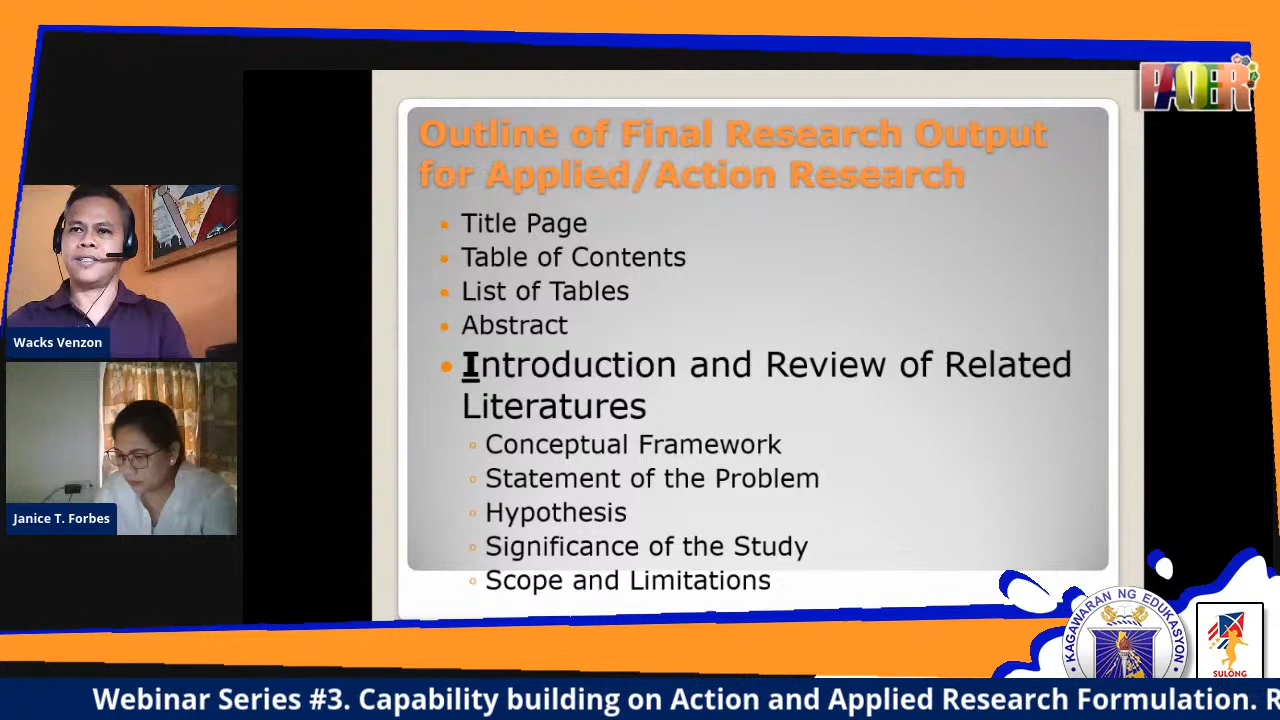 PAOER
Outline of Final Research Output
for Applied/Action Research
Title Page
Table of Contents
List of Tables
Abstract
Introduction and Review of Related
Literatures
Conceptual Framework
Statement of the Problem
Hypothesis
Significance of the Study
Scope and Limitations
Wacks Venzon
Janice T. Forbes
KAGAWARAN NG EDUKASYON
SULONG
Webinar Series #3. Capability building on Action and Applied Research Formulation. R